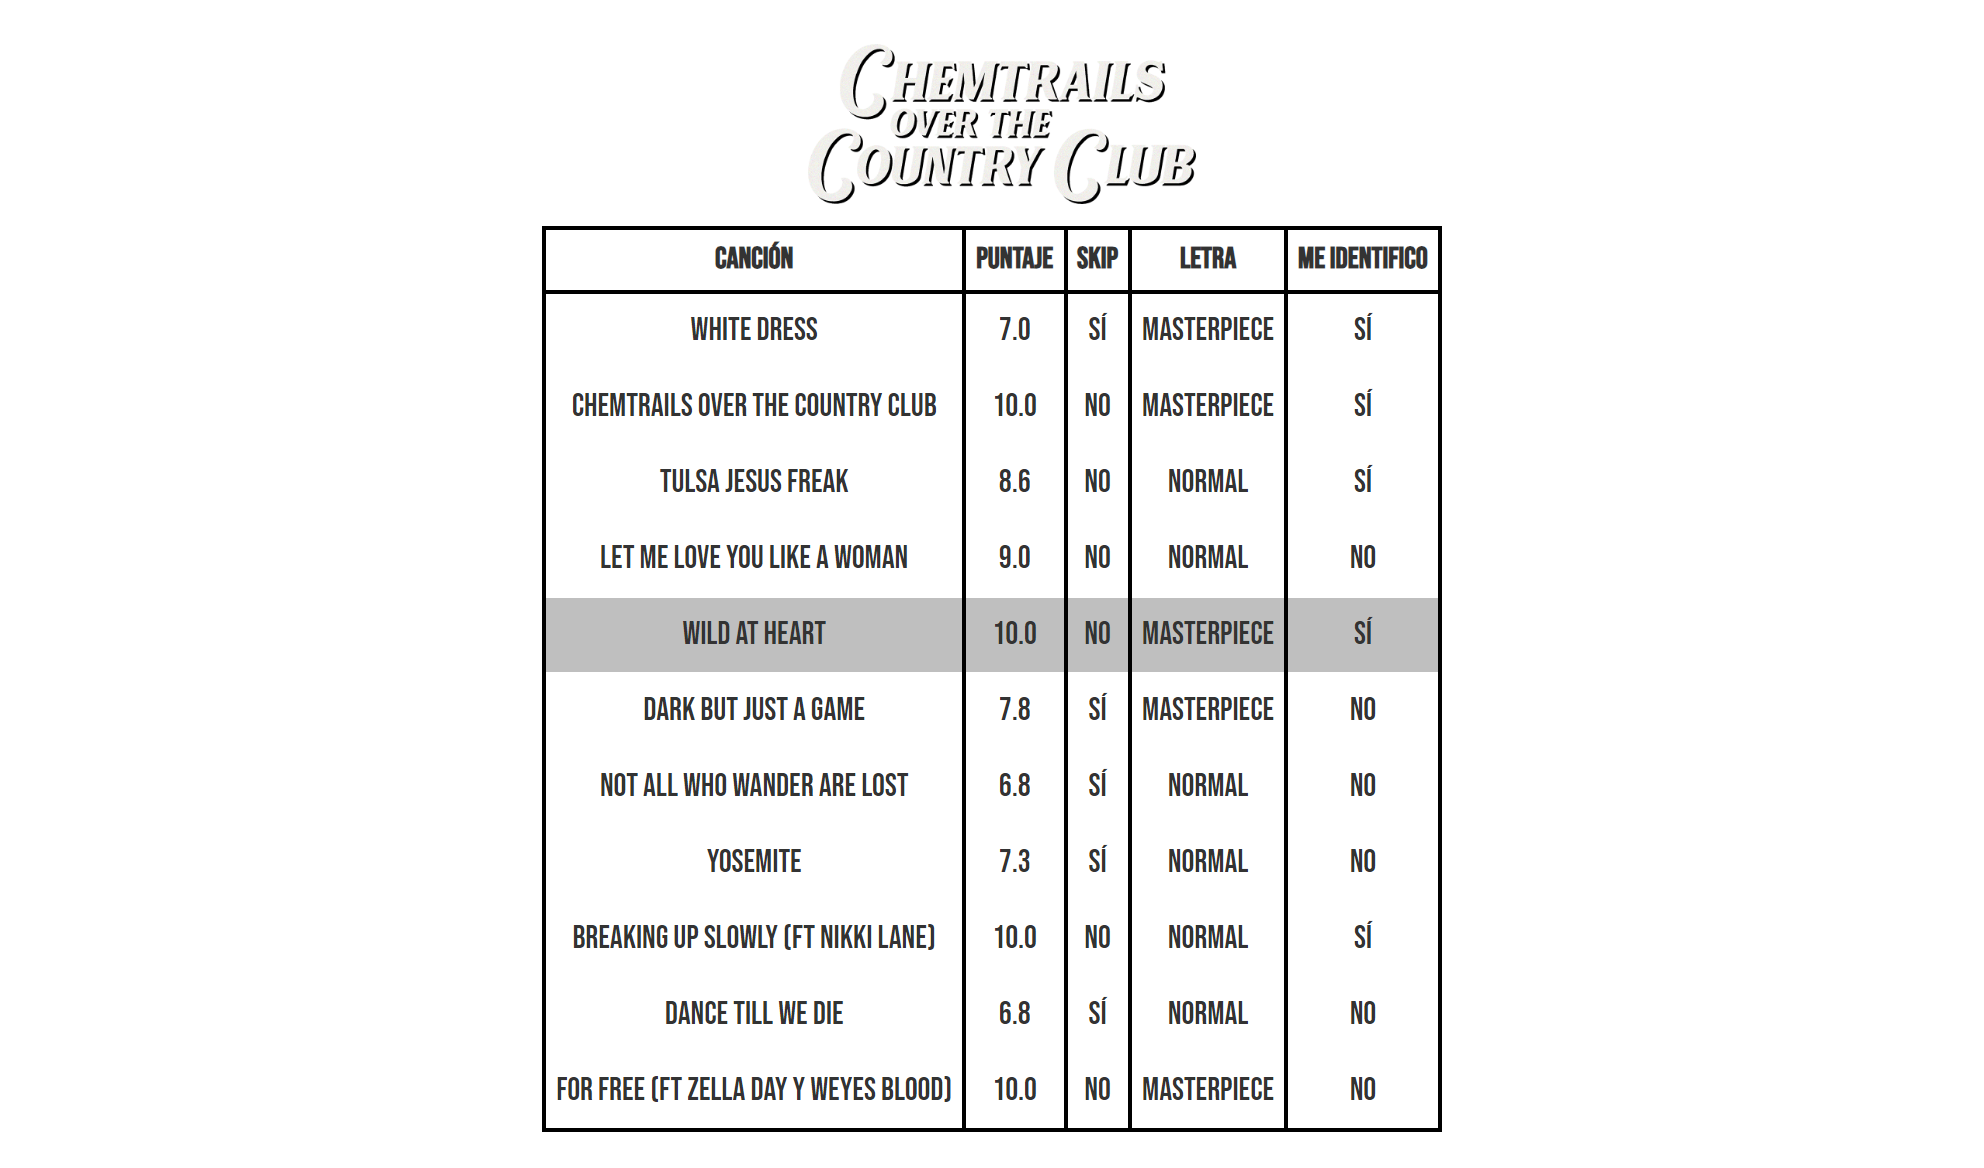 CHEMTRAILS
OVER THE
COUNTRY CLUB
CANCIÓN PUNTAJE SKIP LETRA ME IDENTIFICO
WHITE DRESS 7.0 SÍ MASTERPIECE SÍ
CHEMTRAILS OVER THE COUNTRY CLUB 10.0 NO MASTERPIECE SÍ
TULSA JESUS FREAK 8.6 NO NORMAL SÍ
LET ME LOVE YOU LIKE A WOMAN 9.0 NO NORMAL NO
WILD AT HEART 10.0 NO MASTERPIECE SÍ
DARK BUT JUST A GAME 7.8 SÍ MASTERPIECE NO
NOT ALL WHO WANDER ARE LOST 6.8 SÍ NORMAL NO
YOSEMITE 7.3 SÍ NORMAL NO
BREAKING UP SLOWLY (FT NIKKI LANE) 10.0 NO NORMAL SÍ
DANCE TILL WE DIE 6.8 SÍ NORMAL NO
FOR FREE (FT ZELLA DAY Y WEYES BLOOD) 10.0 NO MASTERPIECE NO